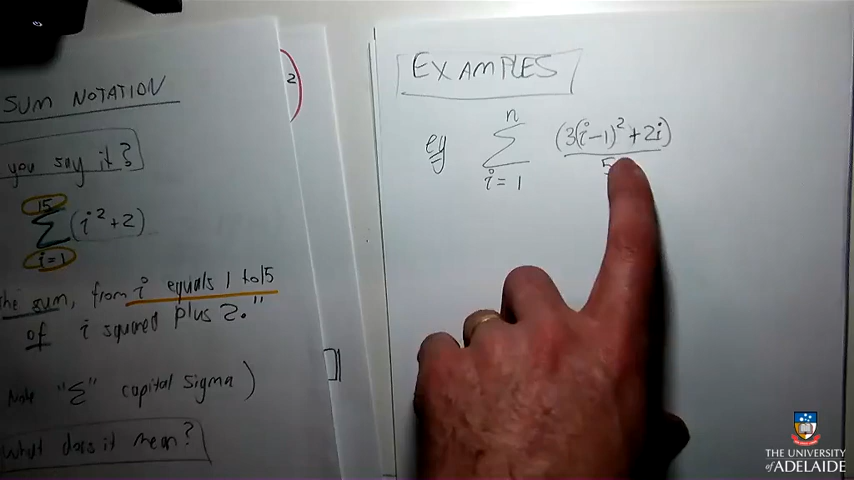 SUM NOTATION
you say it?
15
∑ (i² + 2)
i = 1
the sum, from i equals 1 to 15
of i squared plus 2."
Note "∑" capital sigma)
What does it mean?
2
EXAMPLES
eg n
∑ (3(i-1)² + 2i)
i = 1 5
THE UNIVERSITY
of ADELAIDE